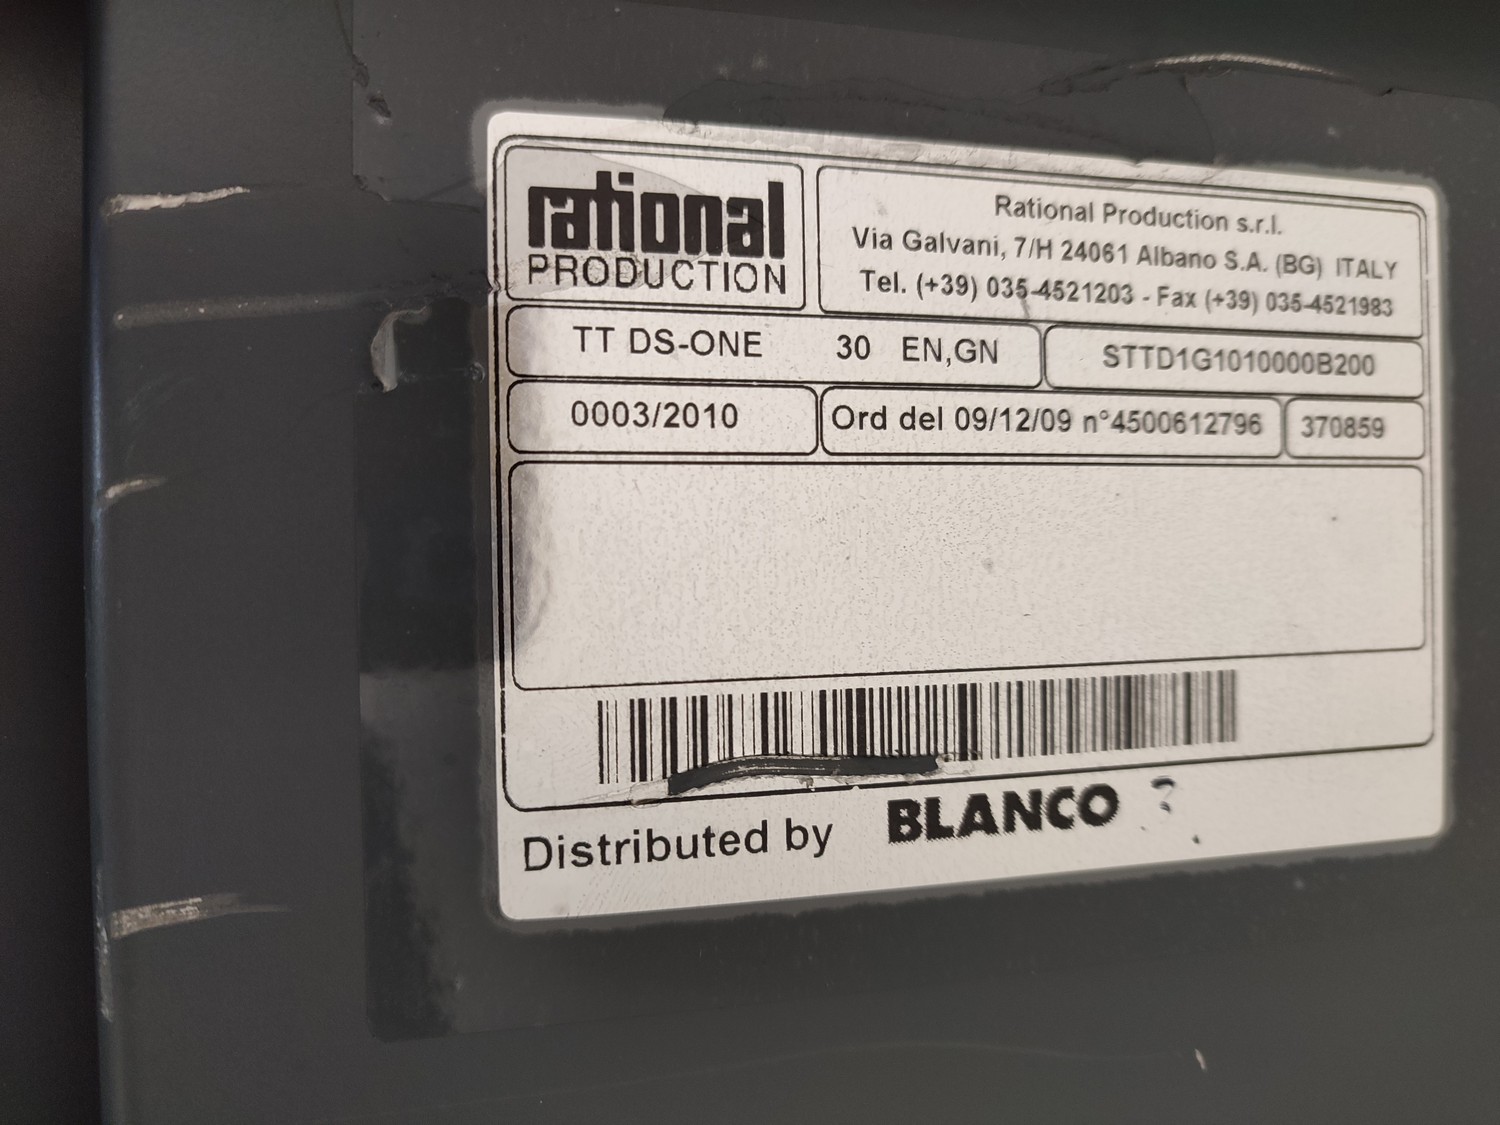 rational
PRODUCTION
Rational Production s.r.l.
Via Galvani, 7/H 24061 Albano S.A. (BG) ITALY
Tel. (+39) 035-4521203 - Fax (+39) 035-4521983
TT DS-ONE 30 EN,GN
STTD1G1010000B200
0003/2010
Ord del 09/12/09 n°4500612796
370859
Distributed by BLANCO